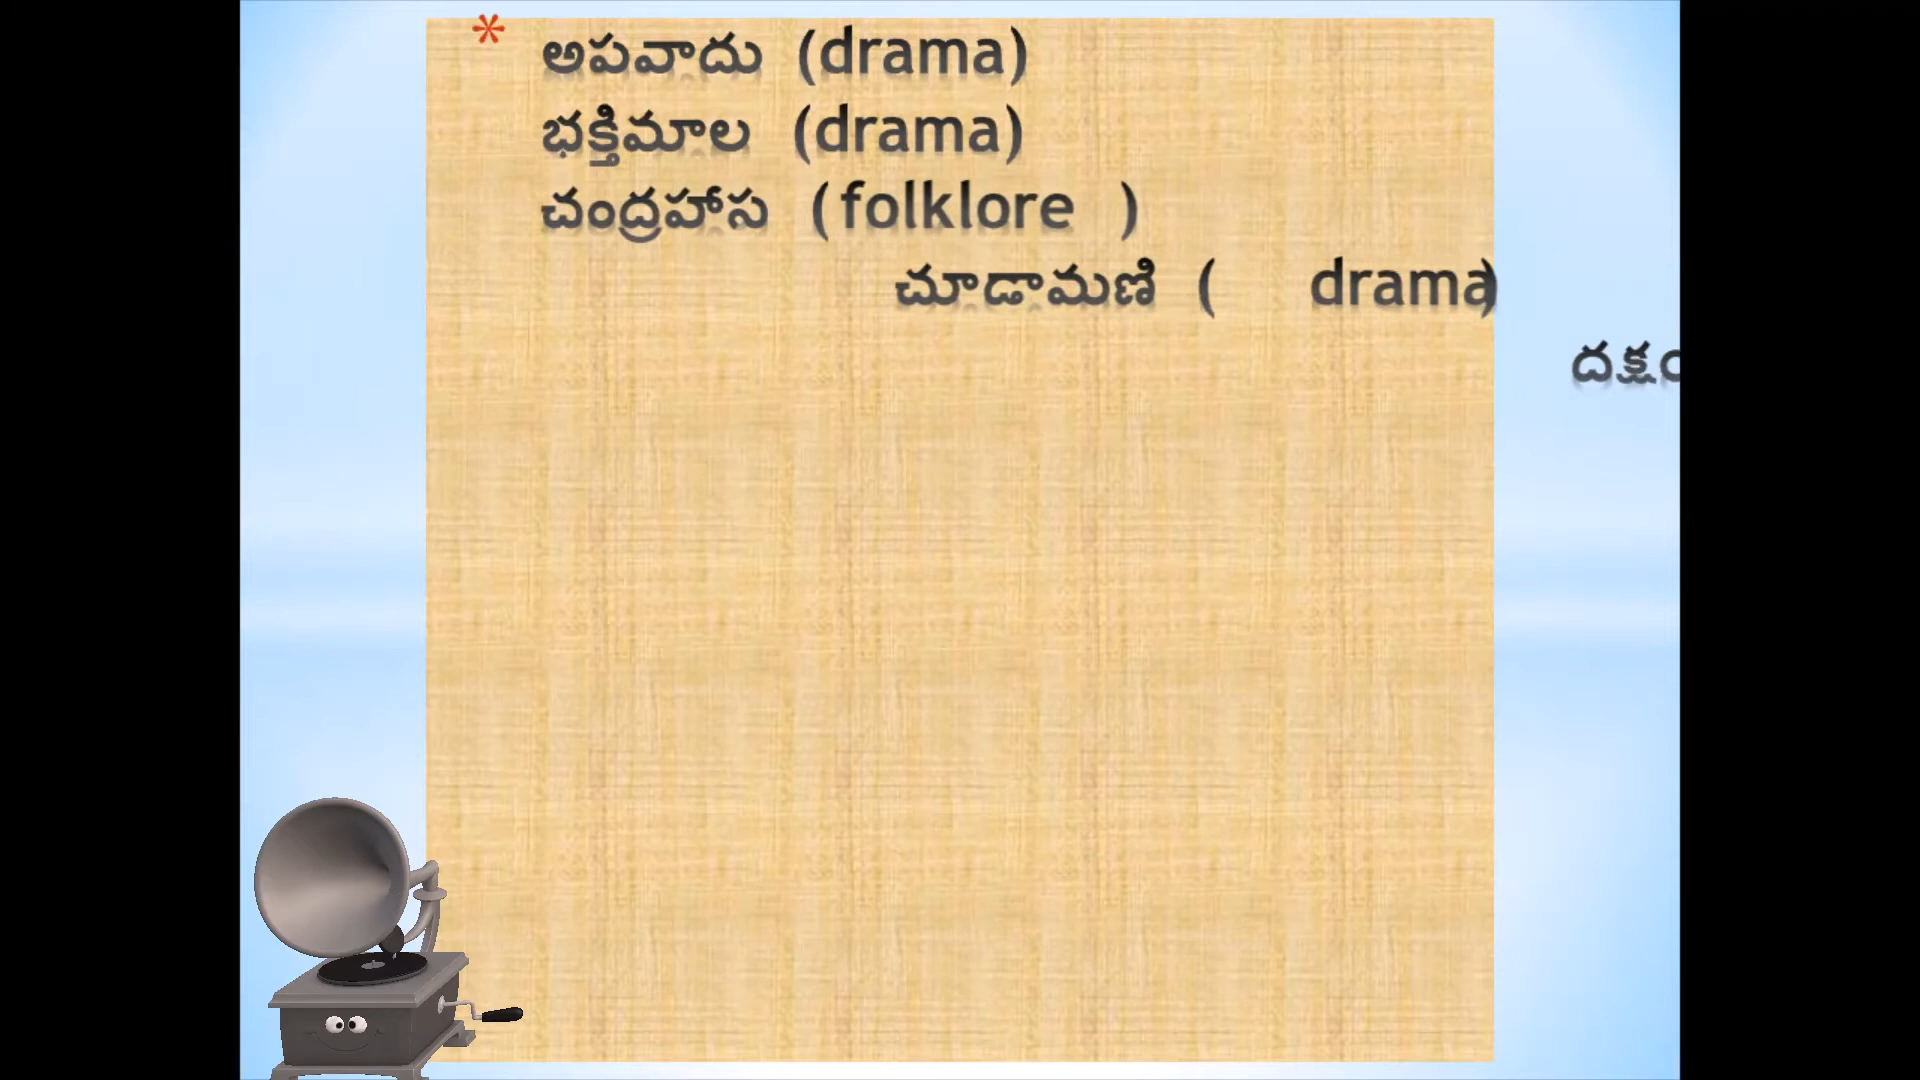 * అపవాదు (drama)
భక్తిమాల (drama)
చంద్రహాస (folklore )
చూడామణి ( drama)